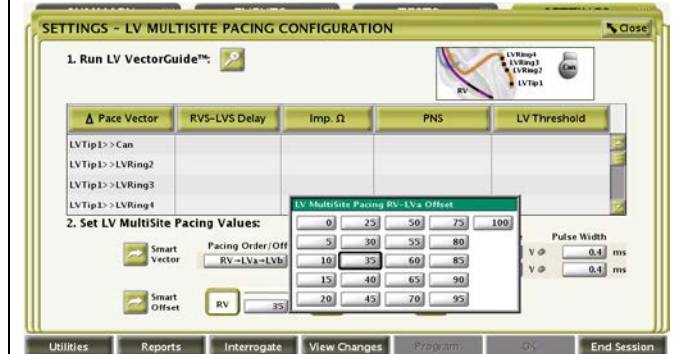 SETTINGS - LV MULTISITE PACING CONFIGURATION
Close
1. Run LV VectorGuide™:
LVRing4
LVRing3
LVRing2
LVTip1
Can
RV
Δ Pace Vector RVS-LVS Delay Imp. Ω PNS LV Threshold
LVTip1>>Can
LVTip1>>LVRing2
LVTip1>>LVRing3
LVTip1>>LVRing4
LV MultiSite Pacing RV-LVa Offset
0 25 50 75 100
5 30 55 80
10 35 60 85
15 40 65 90
20 45 70 95
2. Set LV MultiSite Pacing Values:
Smart Vector
Pacing Order/Off
RV→LVa→LVb
Pulse Width
V @ 0.4 ms
V @ 0.4 ms
Smart Offset
RV 35
Utilities Reports Interrogate View Changes Program End Session